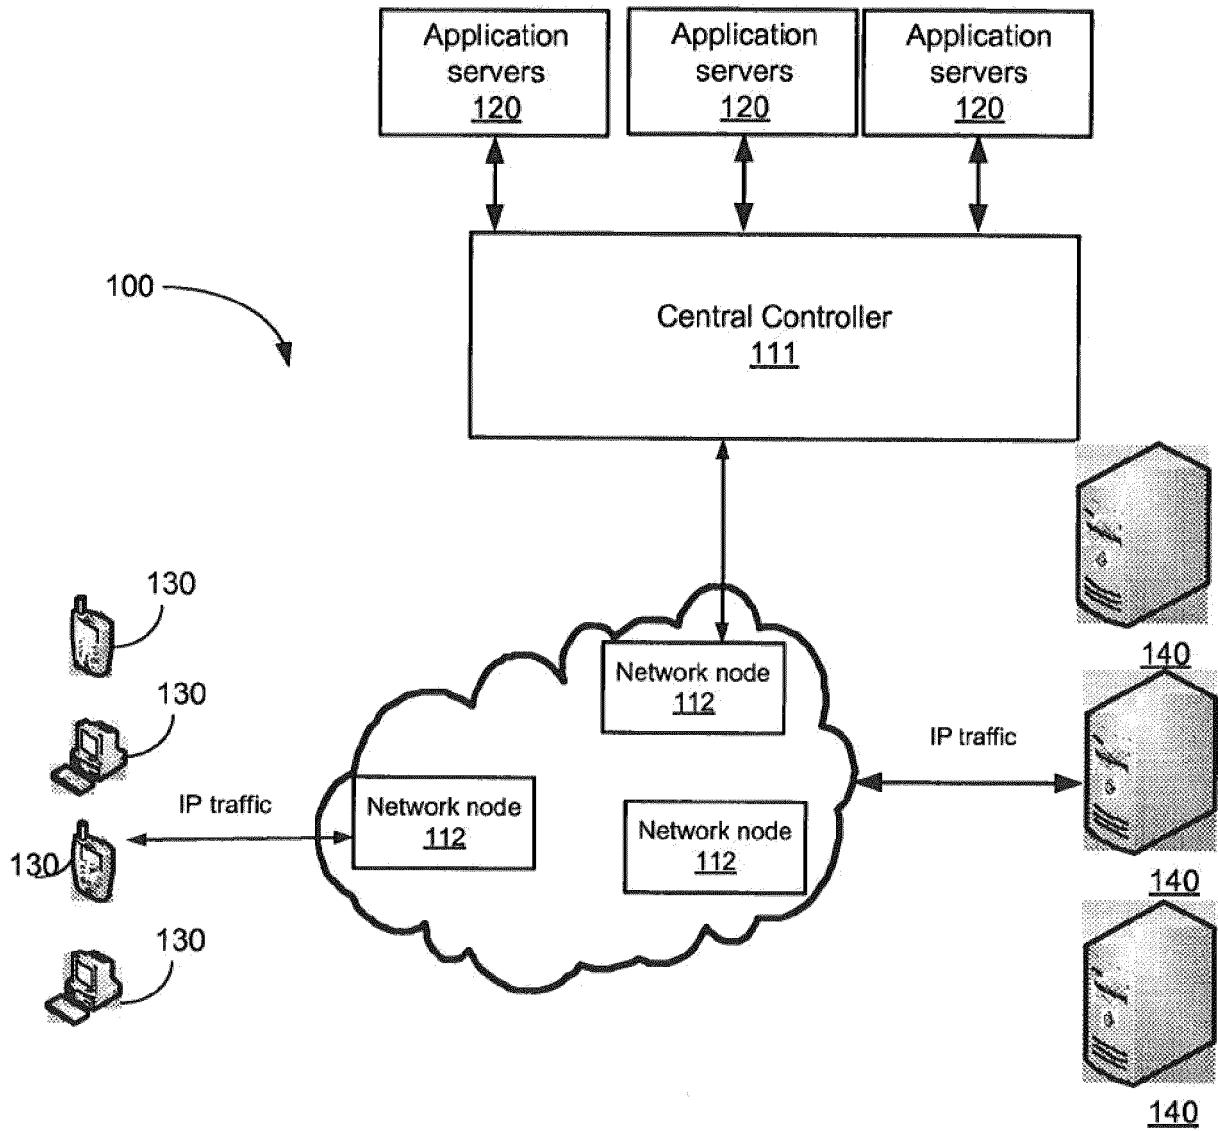 Application
servers
120
Application
servers
120
Application
servers
120
100
Central Controller
111
130
140
Network node
112
130
IP traffic
IP traffic
Network node
112
Network node
112
130
140
130
140